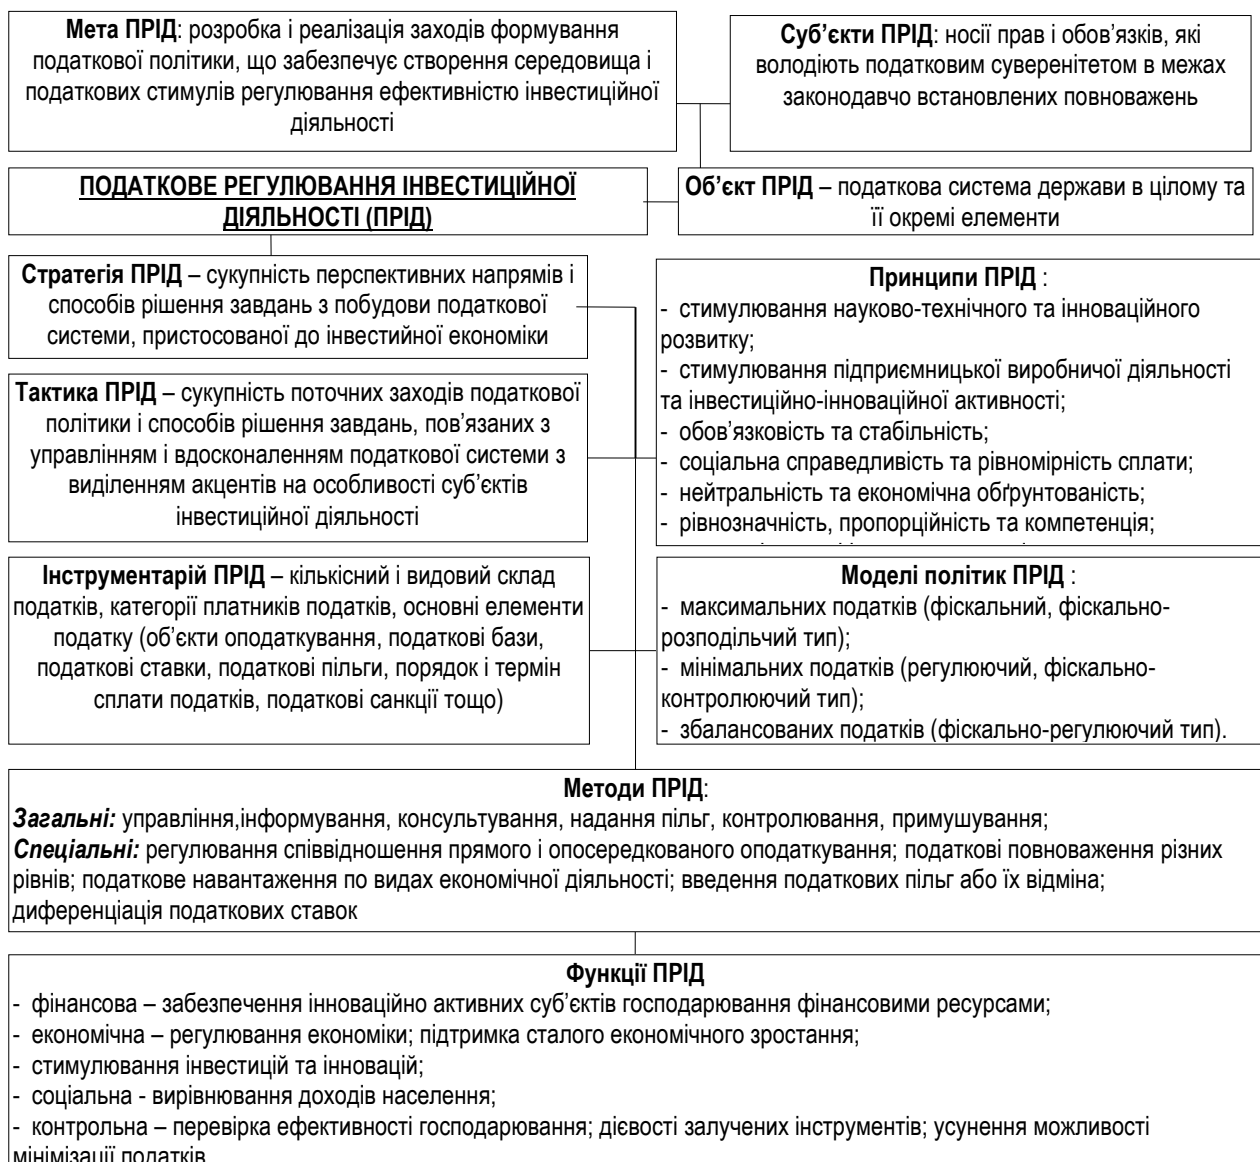 Мета ПРІД: розробка і реалізація заходів формування
податкової політики, що забезпечує створення середовища і
податкових стимулів регулювання ефективністю інвестиційної
діяльності
Суб’єкти ПРІД: носії прав і обов’язків, які
володіють податковим суверенітетом в межах
законодавчо встановлених повноважень
ПОДАТКОВЕ РЕГУЛЮВАННЯ ІНВЕСТИЦІЙНОЇ
ДІЯЛЬНОСТІ (ПРІД)
Об’єкт ПРІД – податкова система держави в цілому та
її окремі елементи
Стратегія ПРІД – сукупність перспективних напрямів і
способів рішення завдань з побудови податкової
системи, пристосованої до інвестийної економіки
Принципи ПРІД :
- стимулювання науково-технічного та інноваційного
розвитку;
- стимулювання підприємницької виробничої діяльності
та інвестиційно-інноваційної активності;
- обов’язковість та стабільність;
- соціальна справедливість та рівномірність сплати;
- нейтральність та економічна обґрунтованість;
- рівнозначність, пропорційність та компетенція;
Тактика ПРІД – сукупність поточних заходів податкової
політики і способів рішення завдань, пов’язаних з
управлінням і вдосконаленням податкової системи з
виділенням акцентів на особливості суб’єктів
інвестиційної діяльності
Інструментарій ПРІД – кількісний і видовий склад
податків, категорії платників податків, основні елементи
податку (об’єкти оподаткування, податкові бази,
податкові ставки, податкові пільги, порядок і термін
сплати податків, податкові санкції тощо)
Моделі політик ПРІД :
- максимальних податків (фіскальний, фіскально-
розподільчий тип);
- мінімальних податків (регулюючий, фіскально-
контролюючий тип);
- збалансованих податків (фіскально-регулюючий тип).
Методи ПРІД:
Загальні: управління,інформування, консультування, надання пільг, контролювання, примушування;
Спеціальні: регулювання співвідношення прямого і опосередкованого оподаткування; податкові повноваження різних
рівнів; податкове навантаження по видах економічної діяльності; введення податкових пільг або їх відміна;
диференціація податкових ставок
Функції ПРІД
- фінансова – забезпечення інноваційно активних суб’єктів господарювання фінансовими ресурсами;
- економічна – регулювання економіки; підтримка сталого економічного зростання;
- стимулювання інвестицій та інновацій;
- соціальна - вирівнювання доходів населення;
- контрольна – перевірка ефективності господарювання; дієвості залучених інструментів; усунення можливості
мінімізації податків